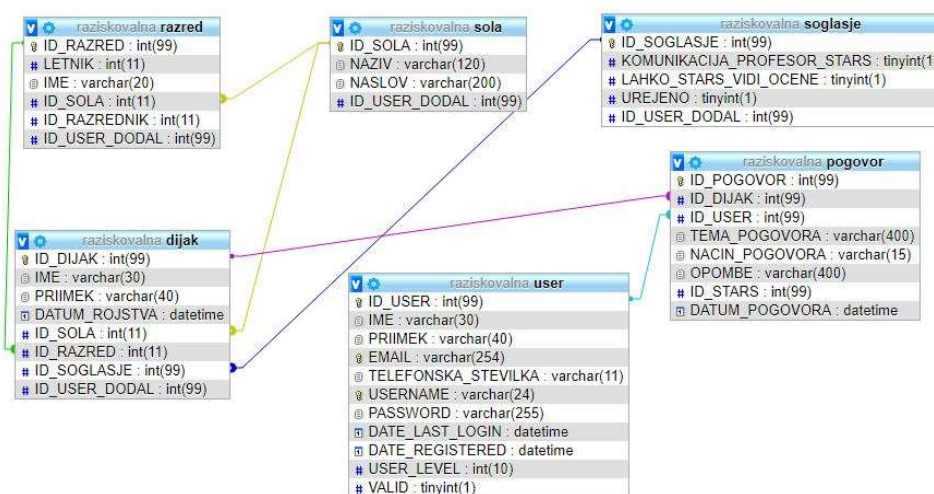 raziskovalna razred
ID_RAZRED : int(99)
LETNIK : int(11)
IME : varchar(20)
ID_SOLA : int(11)
ID_RAZREDNIK : int(11)
ID_USER_DODAL : int(99)
raziskovalna sola
ID_SOLA : int(99)
NAZIV : varchar(120)
NASLOV : varchar(200)
ID_USER_DODAL : int(99)
raziskovalna soglasje
ID_SOGLASJE : int(99)
KOMUNIKACIJA_PROFESOR_STARS : tinyint(1
LAHKO_STARS_VIDI_OCENE : tinyint(1)
UREJENO : tinyint(1)
ID_USER_DODAL : int(99)
raziskovalna pogovor
ID_POGOVOR : int(99)
ID_DIJAK : int(99)
ID_USER : int(99)
TEMA_POGOVORA : varchar(400)
NACIN_POGOVORA : varchar(15)
OPOMBE : varchar(400)
ID_STARS : int(99)
DATUM_POGOVORA : datetime
raziskovalna dijak
ID_DIJAK : int(99)
IME : varchar(30)
PRIIMEK : varchar(40)
DATUM_ROJSTVA : datetime
ID_SOLA : int(11)
ID_RAZRED : int(11)
ID_SOGLASJE : int(99)
ID_USER_DODAL : int(99)
raziskovalna user
ID_USER : int(99)
IME : varchar(30)
PRIIMEK : varchar(40)
EMAIL : varchar(254)
TELEFONSKA_STEVILKA : varchar(11)
USERNAME : varchar(24)
PASSWORD : varchar(255)
DATE_LAST_LOGIN : datetime
DATE_REGISTERED : datetime
USER_LEVEL : int(10)
VALID : tinyint(1)